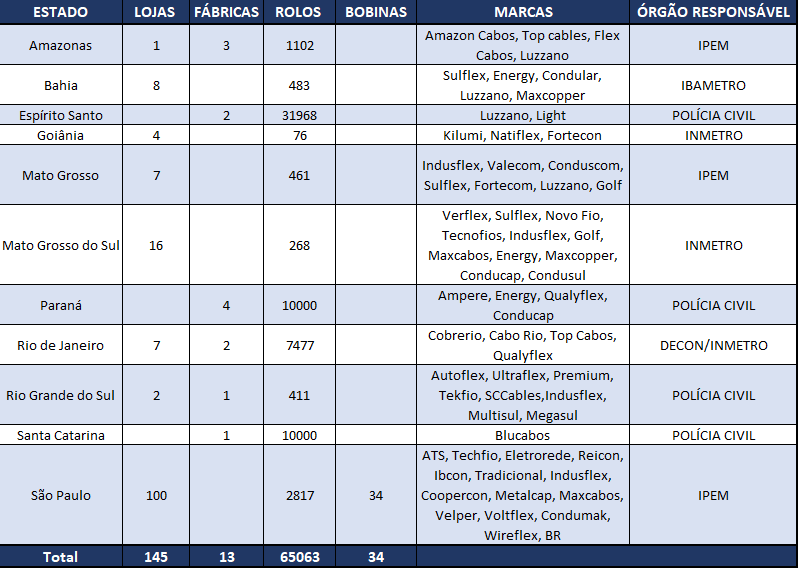 ESTADO LOJAS FÁBRICAS ROLOS BOBINAS MARCAS ÓRGÃO RESPONSÁVEL
Amazonas 1 3 1102 Amazon Cabos, Top cables, Flex
Cabos, Luzzano IPEM
Bahia 8 483 Sulflex, Energy, Condular,
Luzzano, Maxcopper IBAMETRO
Espírito Santo 2 31968 Luzzano, Light POLÍCIA CIVIL
Goiânia 4 76 Kilumi, Natiflex, Fortecon INMETRO
Mato Grosso 7 461 Indusflex, Valecom, Conduscom,
Sulflex, Fortecom, Luzzano, Golf IPEM
Mato Grosso do Sul 16 268 Verflex, Sulflex, Novo Fio,
Tecnofios, Indusflex, Golf,
Maxcabos, Energy, Maxcopper,
Conducap, Condusul INMETRO
Paraná 4 10000 Ampere, Energy, Qualyflex,
Conducap POLÍCIA CIVIL
Rio de Janeiro 7 2 7477 Cobrerio, Cabo Rio, Top Cabos,
Qualyflex DECON/INMETRO
Rio Grande do Sul 2 1 411 Autoflex, Ultraflex, Premium,
Tekfio, SCCables,Indusflex,
Multisul, Megasul POLÍCIA CIVIL
Santa Catarina 1 10000 Blucabos POLÍCIA CIVIL
São Paulo 100 2817 34 ATS, Techfio, Eletrorede, Reicon,
Ibcon, Tradicional, Indusflex,
Coopercon, Metalcap, Maxcabos,
Velper, Voltflex, Condumak,
Wireflex, BR IPEM
Total 145 13 65063 34